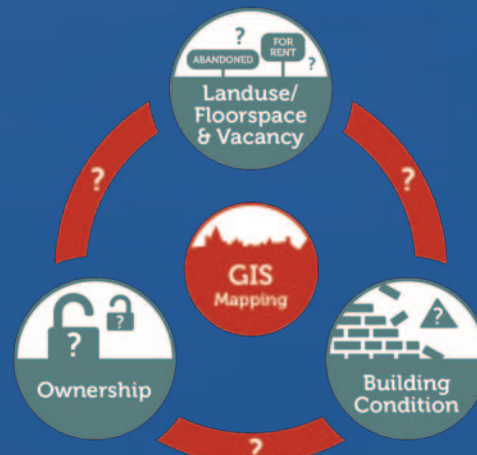 ?
FOR
RENT
ABANDONED
?
Landuse/
Floorspace
& Vacancy
?
?
GIS
Mapping
?
?
?
Ownership
Building
Condition
?